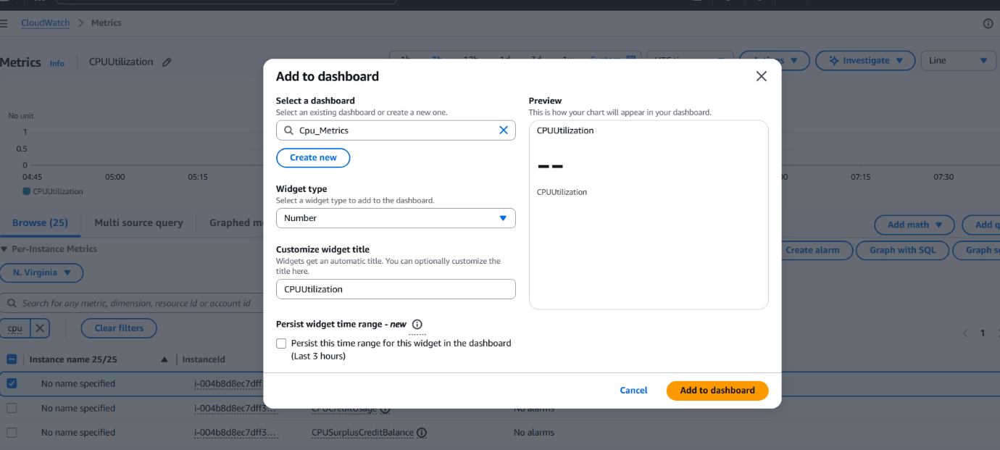 CloudWatch > Metrics
Metrics Info CPUUtilization
Investigate
Line
No unit
1
0.5
0
04:45 05:00 05:15 07:15 07:30
CPUUtilization
Browse (25) Multi source query
Add math
Per-Instance Metrics
Create alarm Graph with SQL
N. Virginia
Search for any metric, dimension, resource id or account id
cpu Clear filters
1
Instance name 25/25 InstanceId
No name specified i-004b8d8ec7dff3
No name specified i-004b8d8ec7dff3... CPUCreditUsage No alarms
No name specified i-004b8d8ec7dff3... CPUSurplusCreditBalance No alarms
Add to dashboard
Select a dashboard
Select an existing dashboard or create a new one.
Cpu_Metrics
Create new
Widget type
Select a widget type to add to the dashboard.
Number
Customize widget title
Widgets get an automatic title. You can optionally customize the
title here.
CPUUtilization
Persist widget time range - new
Persist this time range for this widget in the dashboard
(Last 3 hours)
Preview
This is how your chart will appear in your dashboard.
CPUUtilization
--
CPUUtilization
Cancel Add to dashboard